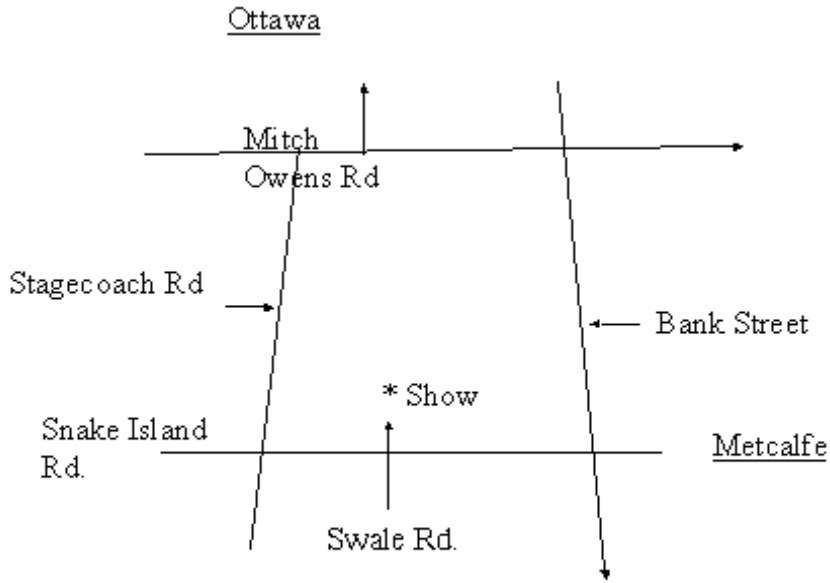 Ottawa
Mitch
Owens Rd
Stagecoach Rd
Bank Street
* Show
Snake Island
Rd.
Metcalfe
Swale Rd.